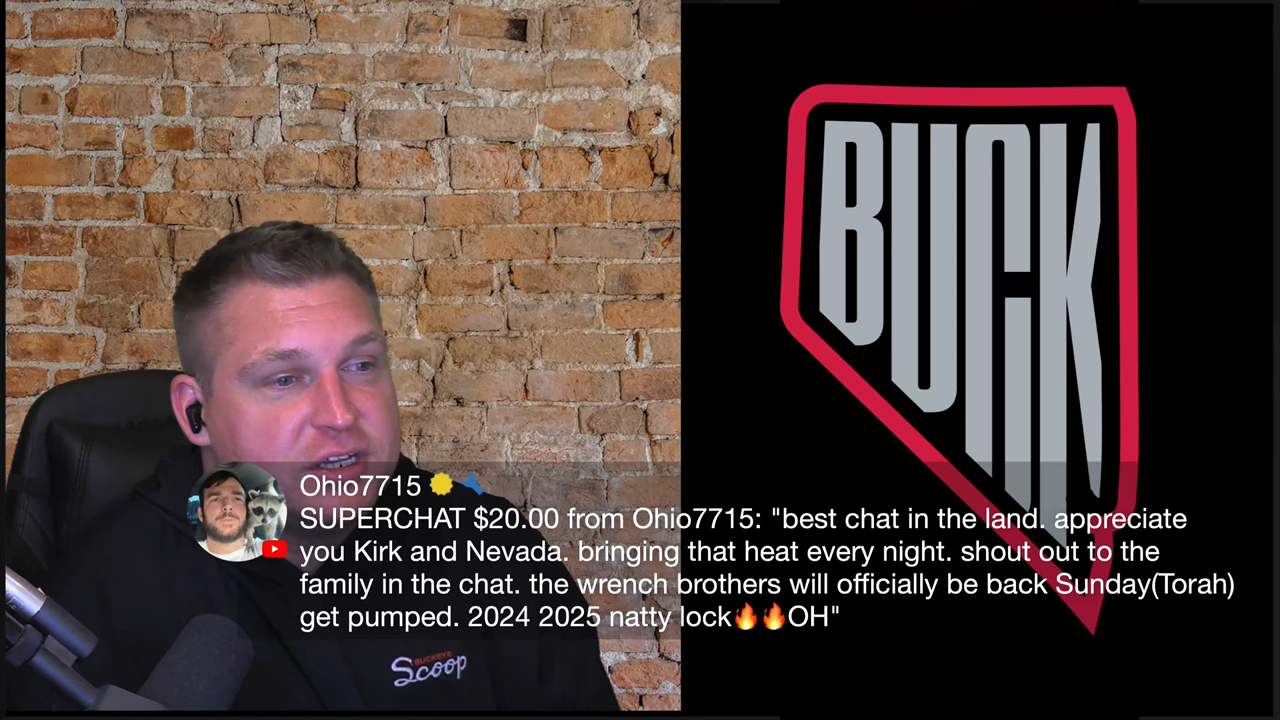 BUCK
Ohio7715
SUPERCHAT $20.00 from Ohio7715: "best chat in the land. appreciate
you Kirk and Nevada. bringing that heat every night. shout out to the
family in the chat. the wrench brothers will officially be back Sunday(Torah)
get pumped. 2024 2025 natty lock🔥🔥OH"
BUCKEYE
Scoop